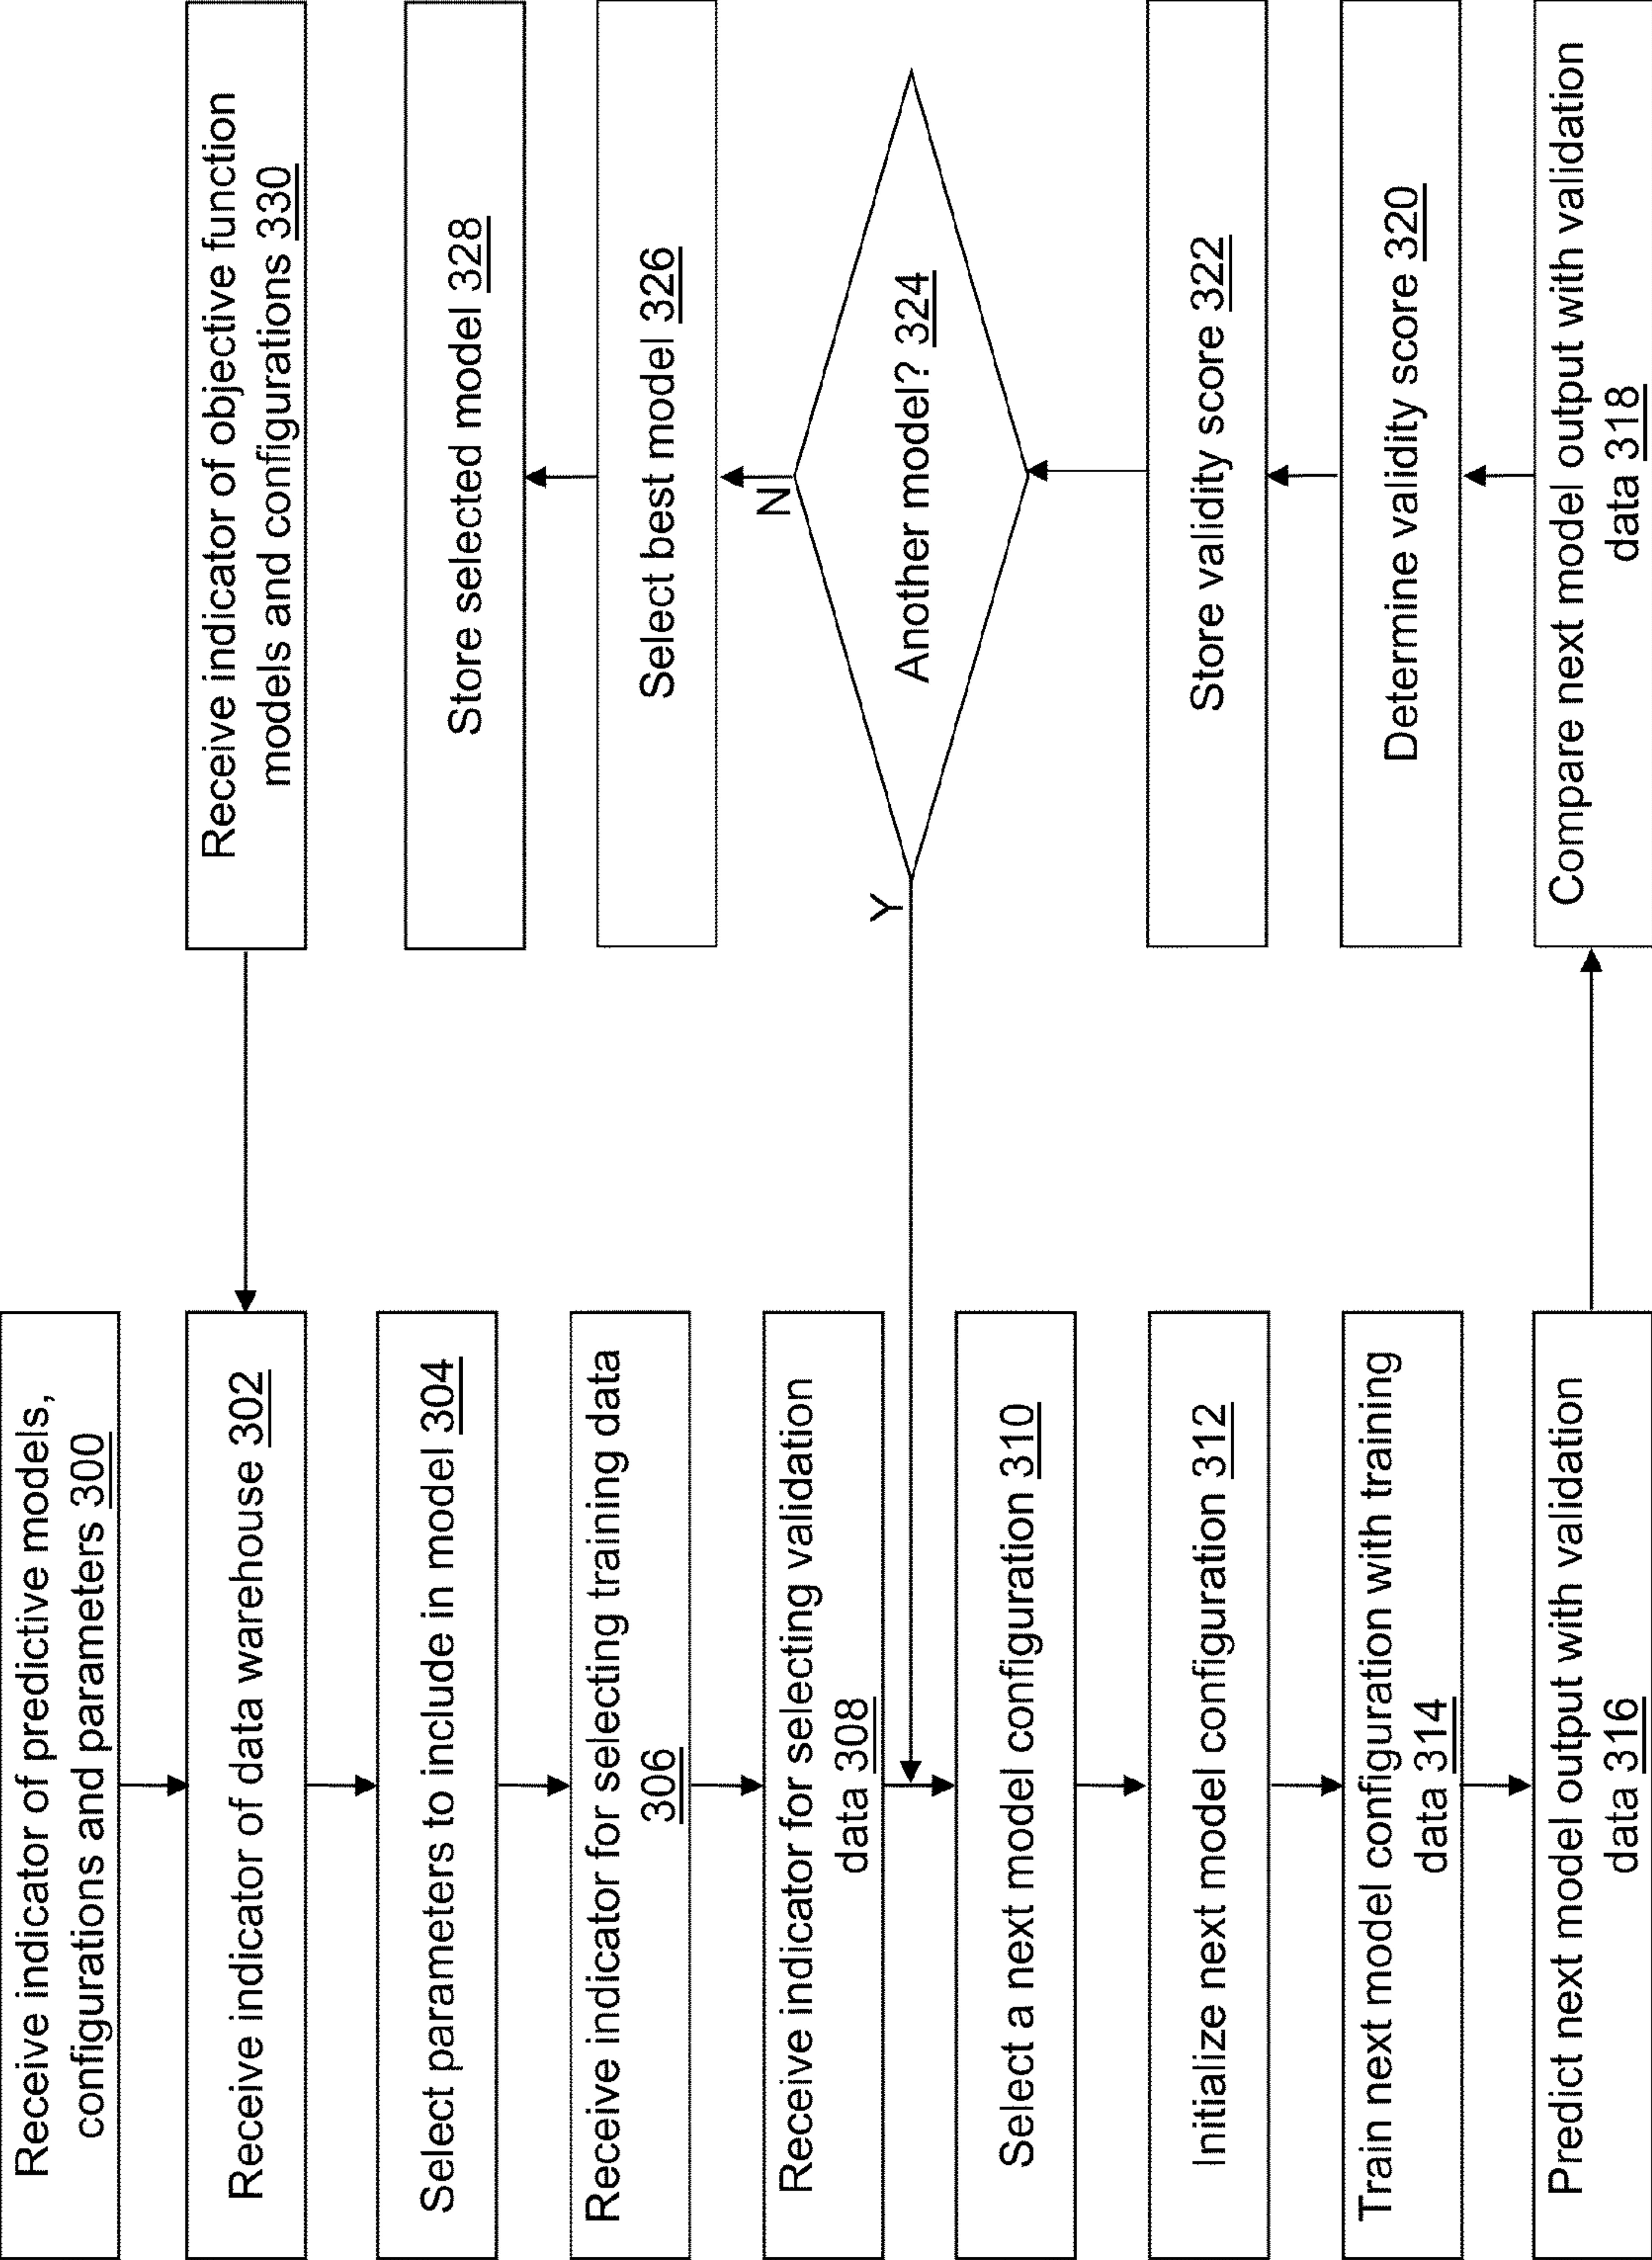 Receive indicator of predictive models,
configurations and parameters 300
Receive indicator of data warehouse 302
Select parameters to include in model 304
Receive indicator for selecting training data
306
Receive indicator for selecting validation
data 308
Select a next model configuration 310
Initialize next model configuration 312
Train next model configuration with training
data 314
Predict next model output with validation
data 316
Receive indicator of objective function
models and configurations 330
Store selected model 328
Select best model 326
N
Another model? 324
Y
Store validity score 322
Determine validity score 320
Compare next model output with validation
data 318